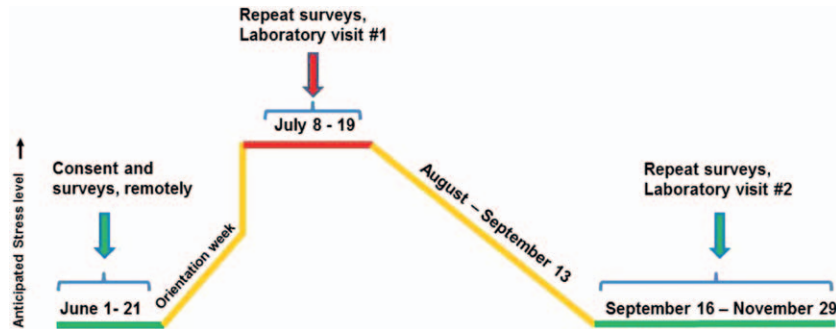 Repeat surveys,
Laboratory visit #1
July 8 - 19
Consent and
surveys, remotely
Repeat surveys,
Laboratory visit #2
Anticipated Stress level
Orientation week
August – September 13
June 1- 21
September 16 – November 29